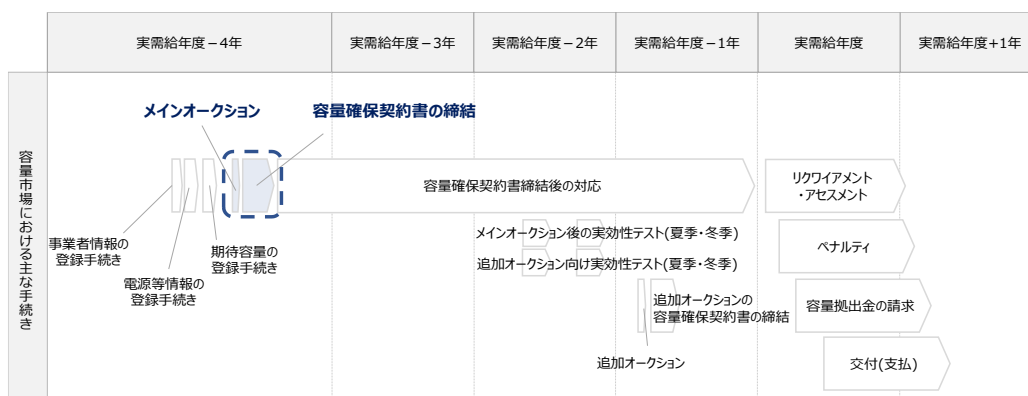 実需給年度－4年
実需給年度－3年
実需給年度－2年
実需給年度－1年
実需給年度
実需給年度+1年
容量市場における主な手続き
メインオークション
容量確保契約書の締結
容量確保契約書締結後の対応
リクワイアメント
・アセスメント
事業者情報の
登録手続き
電源等情報の
登録手続き
期待容量の
登録手続き
メインオークション後の実効性テスト(夏季・冬季)
追加オークション向け実効性テスト(夏季・冬季)
ペナルティ
追加オークションの
容量確保契約書の締結
容量拠出金の請求
追加オークション
交付(支払)